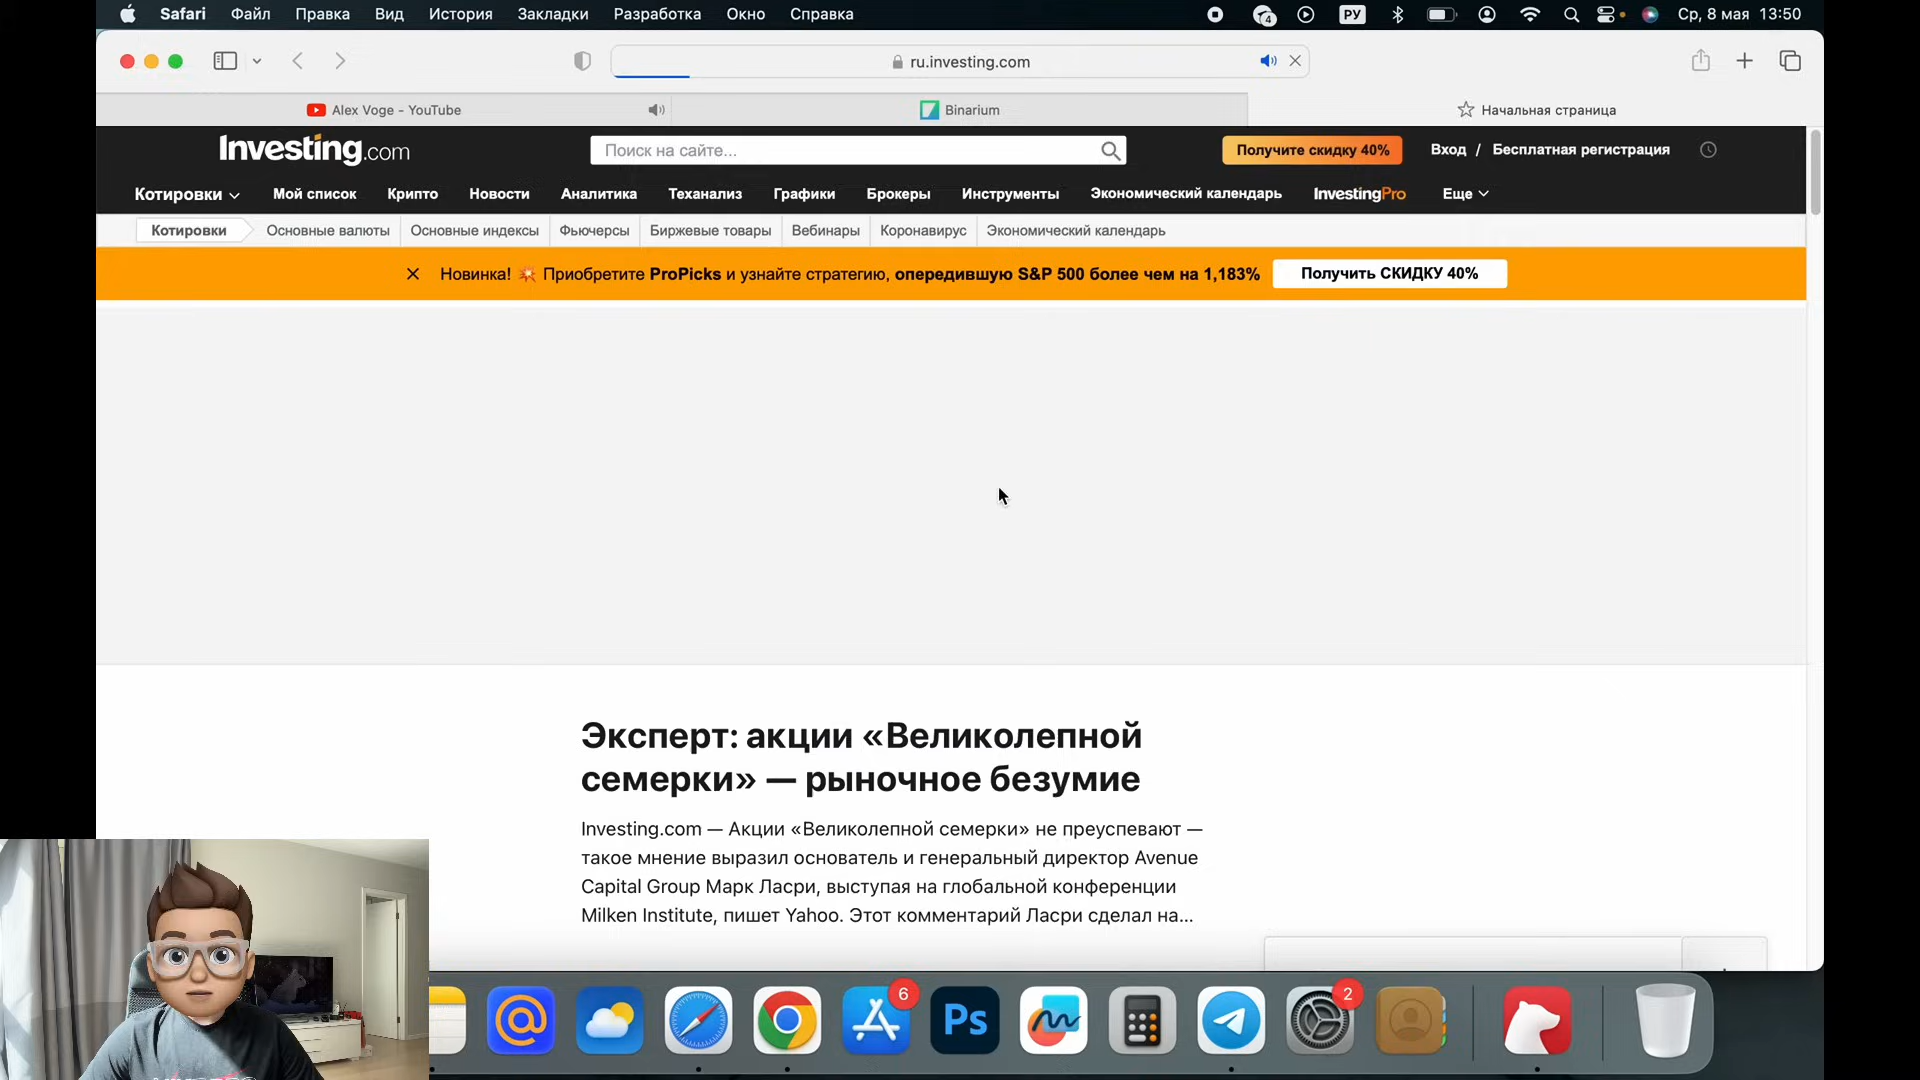 Safari Файл Правка Вид История Закладки Разработка Окно Справка 4 РУ Ср, 8 мая 13:50
ru.investing.com
Alex Voge - YouTube Binarium Начальная страница
Investing.com Поиск на сайте... Получите скидку 40% Вход / Бесплатная регистрация
Котировки Мой список Крипто Новости Аналитика Теханализ Графики Брокеры Инструменты Экономический календарь InvestingPro Еще
Котировки Основные валюты Основные индексы Фьючерсы Биржевые товары Вебинары Коронавирус Экономический календарь
Новинка! 💥 Приобретите ProPicks и узнайте стратегию, опередившую S&P 500 более чем на 1,183% Получить СКИДКУ 40%
Эксперт: акции «Великолепной
семерки» — рыночное безумие
Investing.com — Акции «Великолепной семерки» не преуспевают —
такое мнение выразил основатель и генеральный директор Avenue
Capital Group Марк Ласри, выступая на глобальной конференции
Milken Institute, пишет Yahoo. Этот комментарий Ласри сделал на...
6 Ps 2